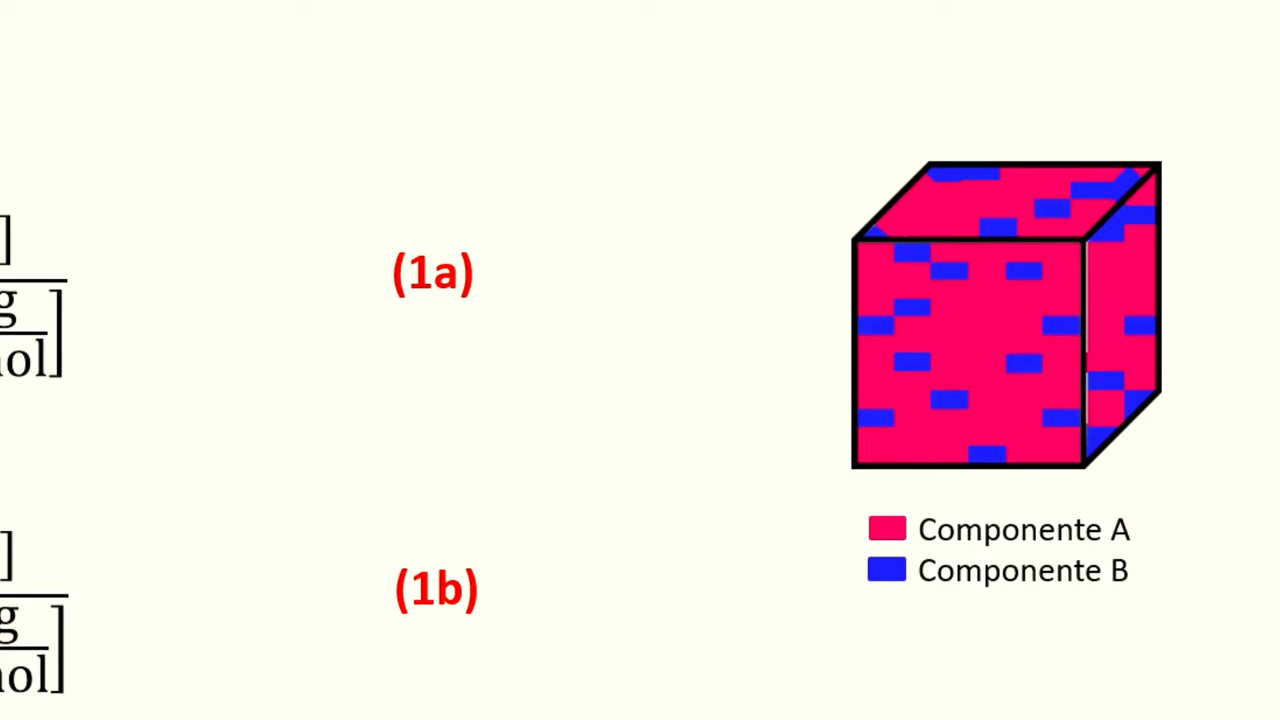 ]
(1a)
g
]
(1b)
g
Componente A
Componente B